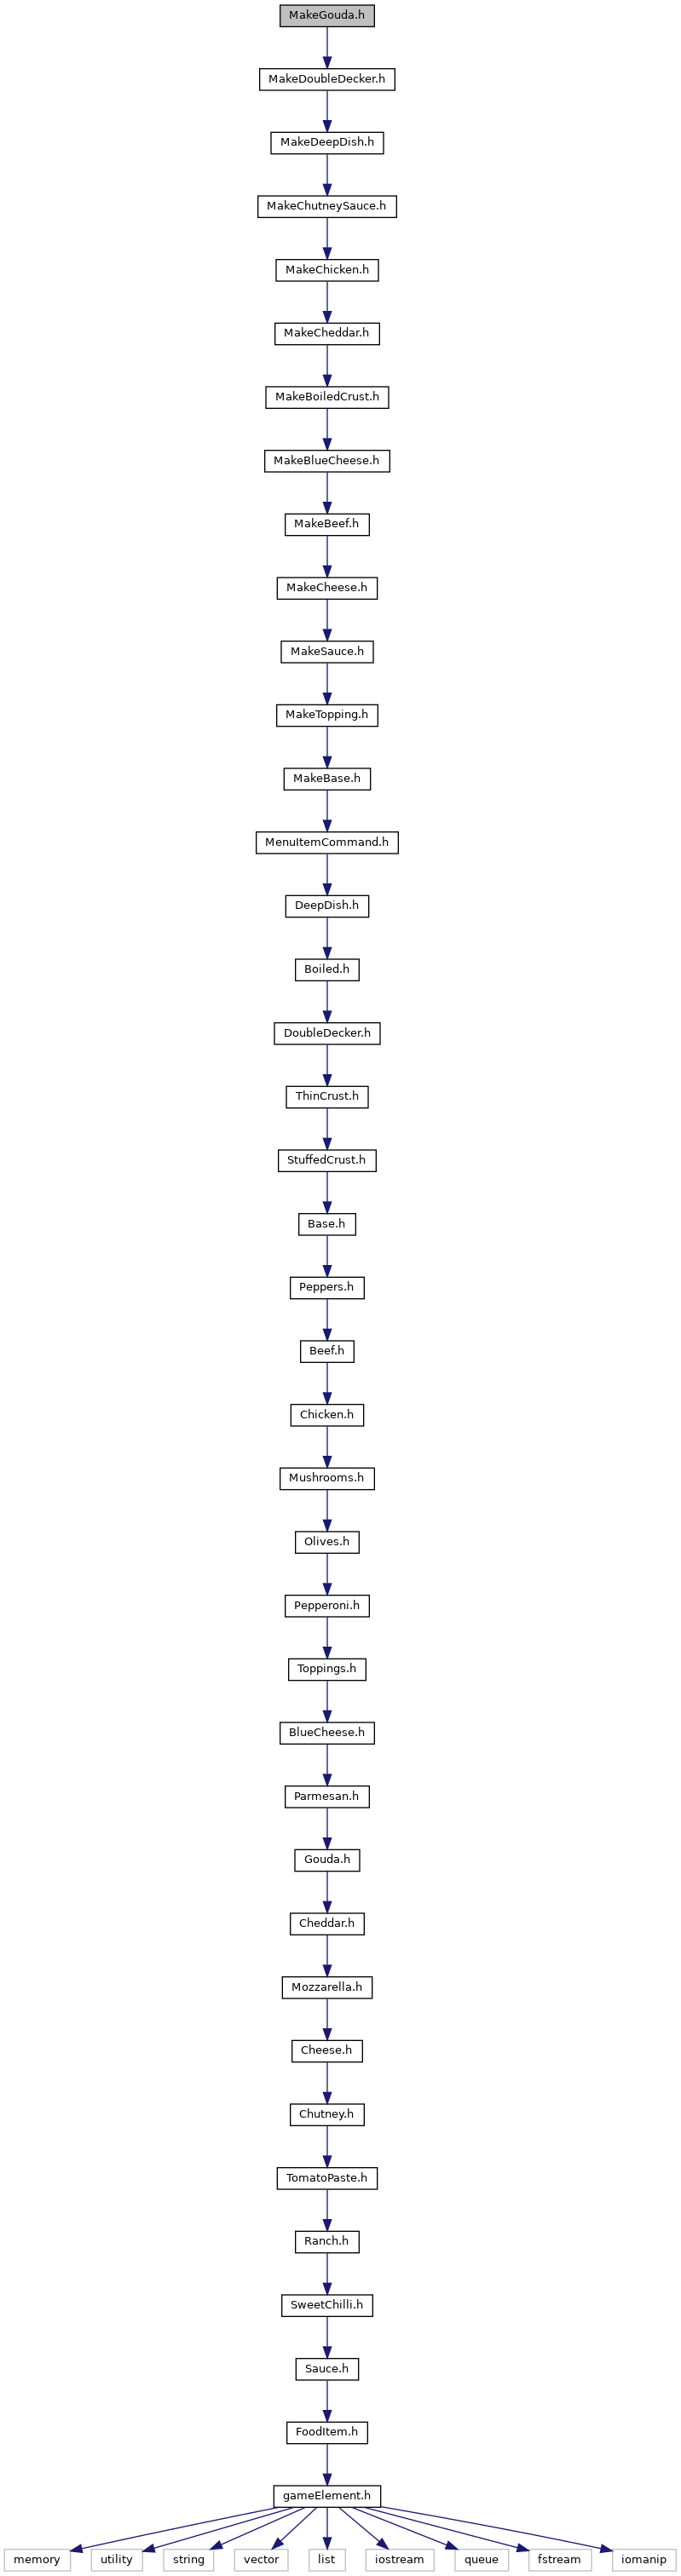 MakeGouda.h
MakeDoubleDecker.h
MakeDeepDish.h
MakeChutneySauce.h
MakeChicken.h
MakeCheddar.h
MakeBoiledCrust.h
MakeBlueCheese.h
MakeBeef.h
MakeCheese.h
MakeSauce.h
MakeTopping.h
MakeBase.h
MenuItemCommand.h
DeepDish.h
Boiled.h
DoubleDecker.h
ThinCrust.h
StuffedCrust.h
Base.h
Peppers.h
Beef.h
Chicken.h
Mushrooms.h
Olives.h
Pepperoni.h
Toppings.h
BlueCheese.h
Parmesan.h
Gouda.h
Cheddar.h
Mozzarella.h
Cheese.h
Chutney.h
TomatoPaste.h
Ranch.h
SweetChilli.h
Sauce.h
FoodItem.h
gameElement.h
memory utility string vector list iostream queue fstream iomanip